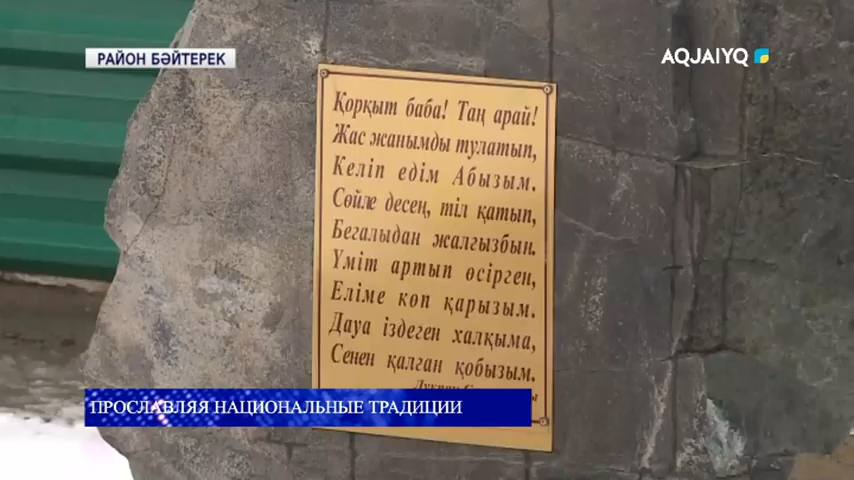 РАЙОН БӘЙТЕРЕК
AQJAIYQ
Қорқыт баба! Таң арай!
Жас жанымды тулатып,
Келіп едім Абызым.
Сөйле десең, тіл қатып,
Бегалыдан жалгызбын.
Үміт артып өсірген,
Еліме көп қарызым.
Дауа іздеген халқыма,
Сенен қалған қобызым.
ПРОСЛАВЛЯЯ НАЦИОНАЛЬНЫЕ ТРАДИЦИИ